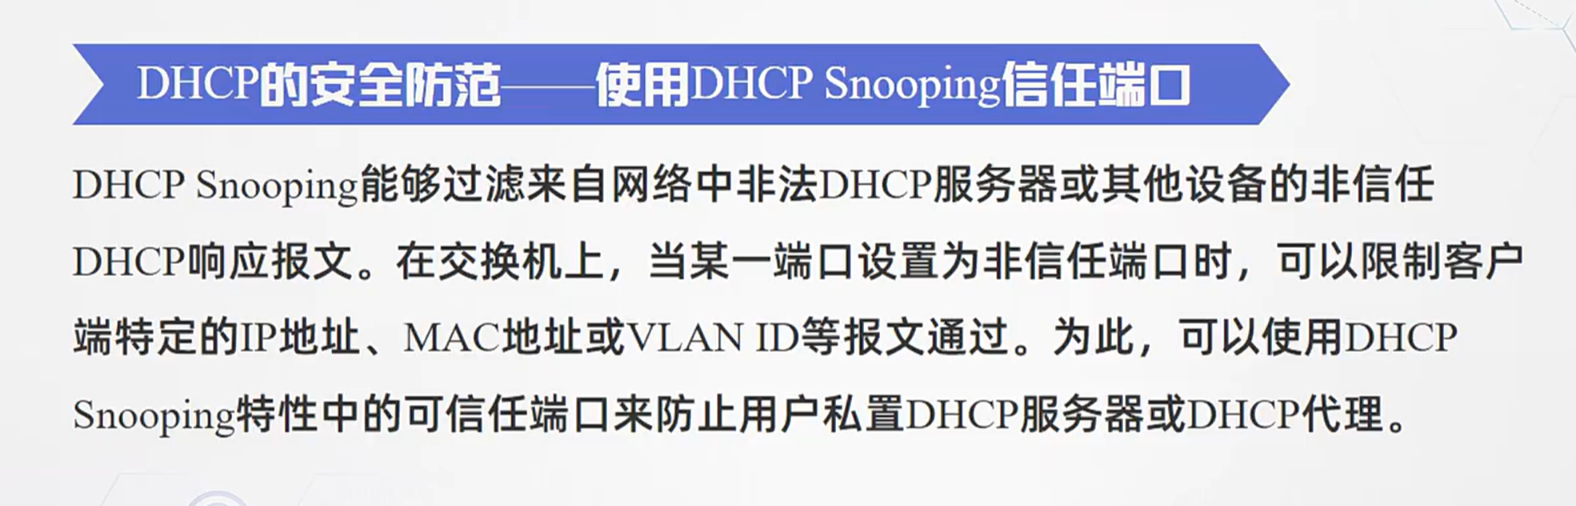 DHCP的安全防范——使用DHCP Snooping信任端口
DHCP Snooping能够过滤来自网络中非法DHCP服务器或其他设备的非信任
DHCP响应报文。在交换机上，当某一端口设置为非信任端口时，可以限制客户
端特定的IP地址、MAC地址或VLAN ID等报文通过。为此，可以使用DHCP
Snooping特性中的可信任端口来防止用户私置DHCP服务器或DHCP代理。